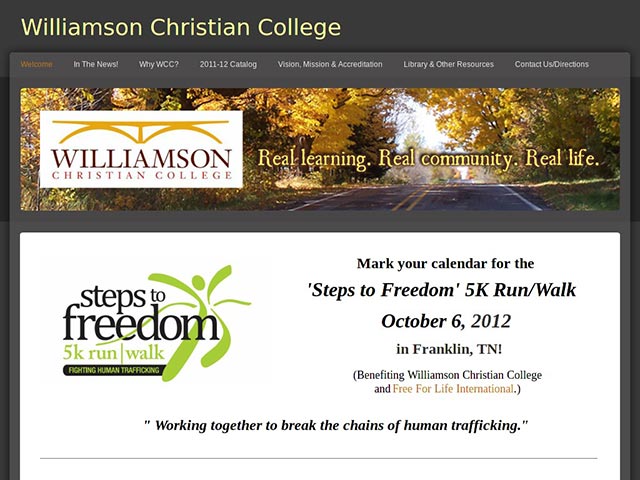 Williamson Christian College
Welcome In The News! Why WCC? 2011-12 Catalog Vision, Mission & Accreditation Library & Other Resources Contact Us/Directions
WILLIAMSON
CHRISTIAN COLLEGE
Real learning. Real community. Real life.
steps to
freedom
5k run|walk
FIGHTING HUMAN TRAFFICKING
Mark your calendar for the
'Steps to Freedom' 5K Run/Walk
October 6, 2012
in Franklin, TN!
(Benefiting Williamson Christian College
and Free For Life International.)
" Working together to break the chains of human trafficking."